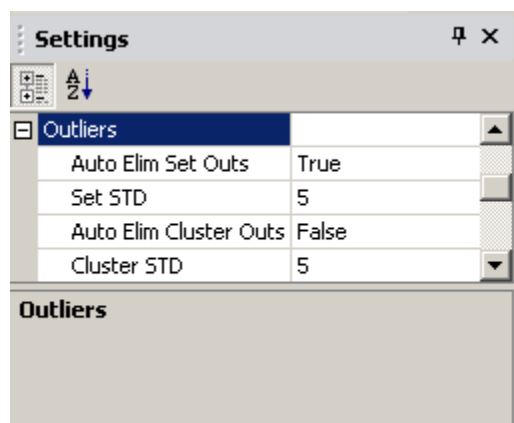 Settings
A
Z
Outliers
Auto Elim Set Outs True
Set STD 5
Auto Elim Cluster Outs False
Cluster STD 5
Outliers